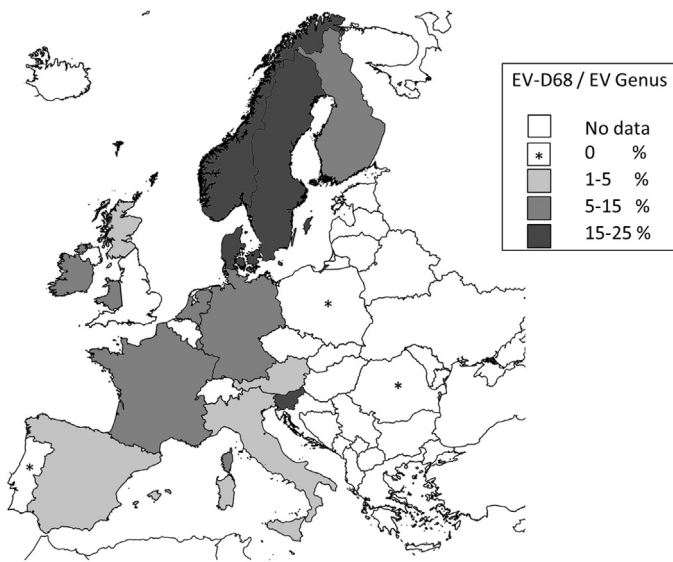 EV-D68 / EV Genus
No data
* 0 %
1-5 %
5-15 %
15-25 %
*
*
*